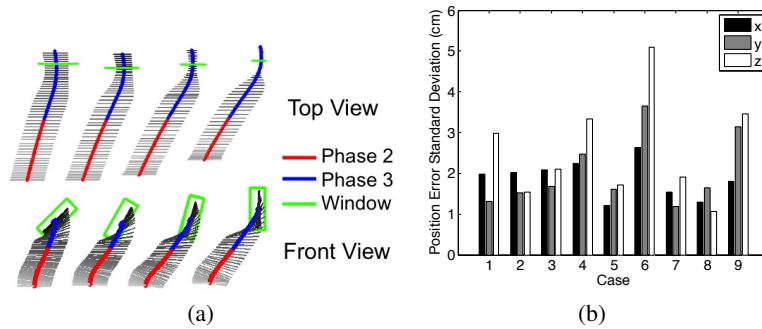 Top View
Phase 2
Phase 3
Window
Front View
(a)
Position Error Standard Deviation (cm)
6
5
4
3
2
1
0
x
y
z
1 2 3 4 5 6 7 8 9
Case
(b)